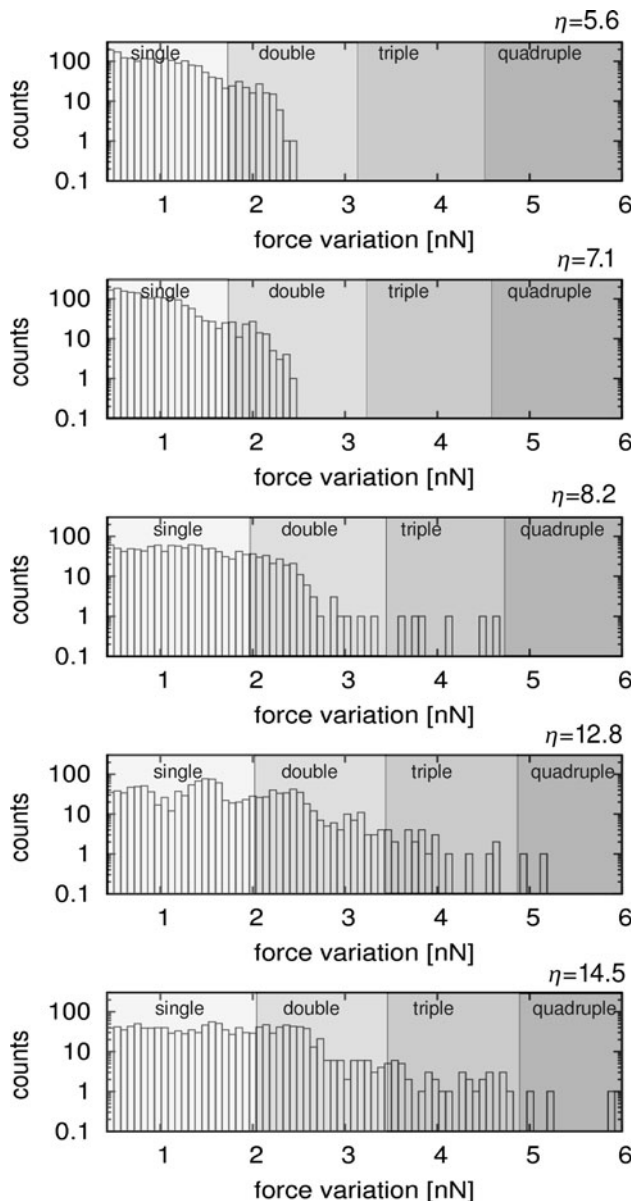 η=5.6
single double triple quadruple
100
10
1
0.1
counts
1 2 3 4 5 6
force variation [nN]
η=7.1
single double triple quadruple
100
10
1
0.1
counts
1 2 3 4 5 6
force variation [nN]
η=8.2
single double triple quadruple
100
10
1
0.1
counts
1 2 3 4 5 6
force variation [nN]
η=12.8
single double triple quadruple
100
10
1
0.1
counts
1 2 3 4 5 6
force variation [nN]
η=14.5
single double triple quadruple
100
10
1
0.1
counts
1 2 3 4 5 6
force variation [nN]